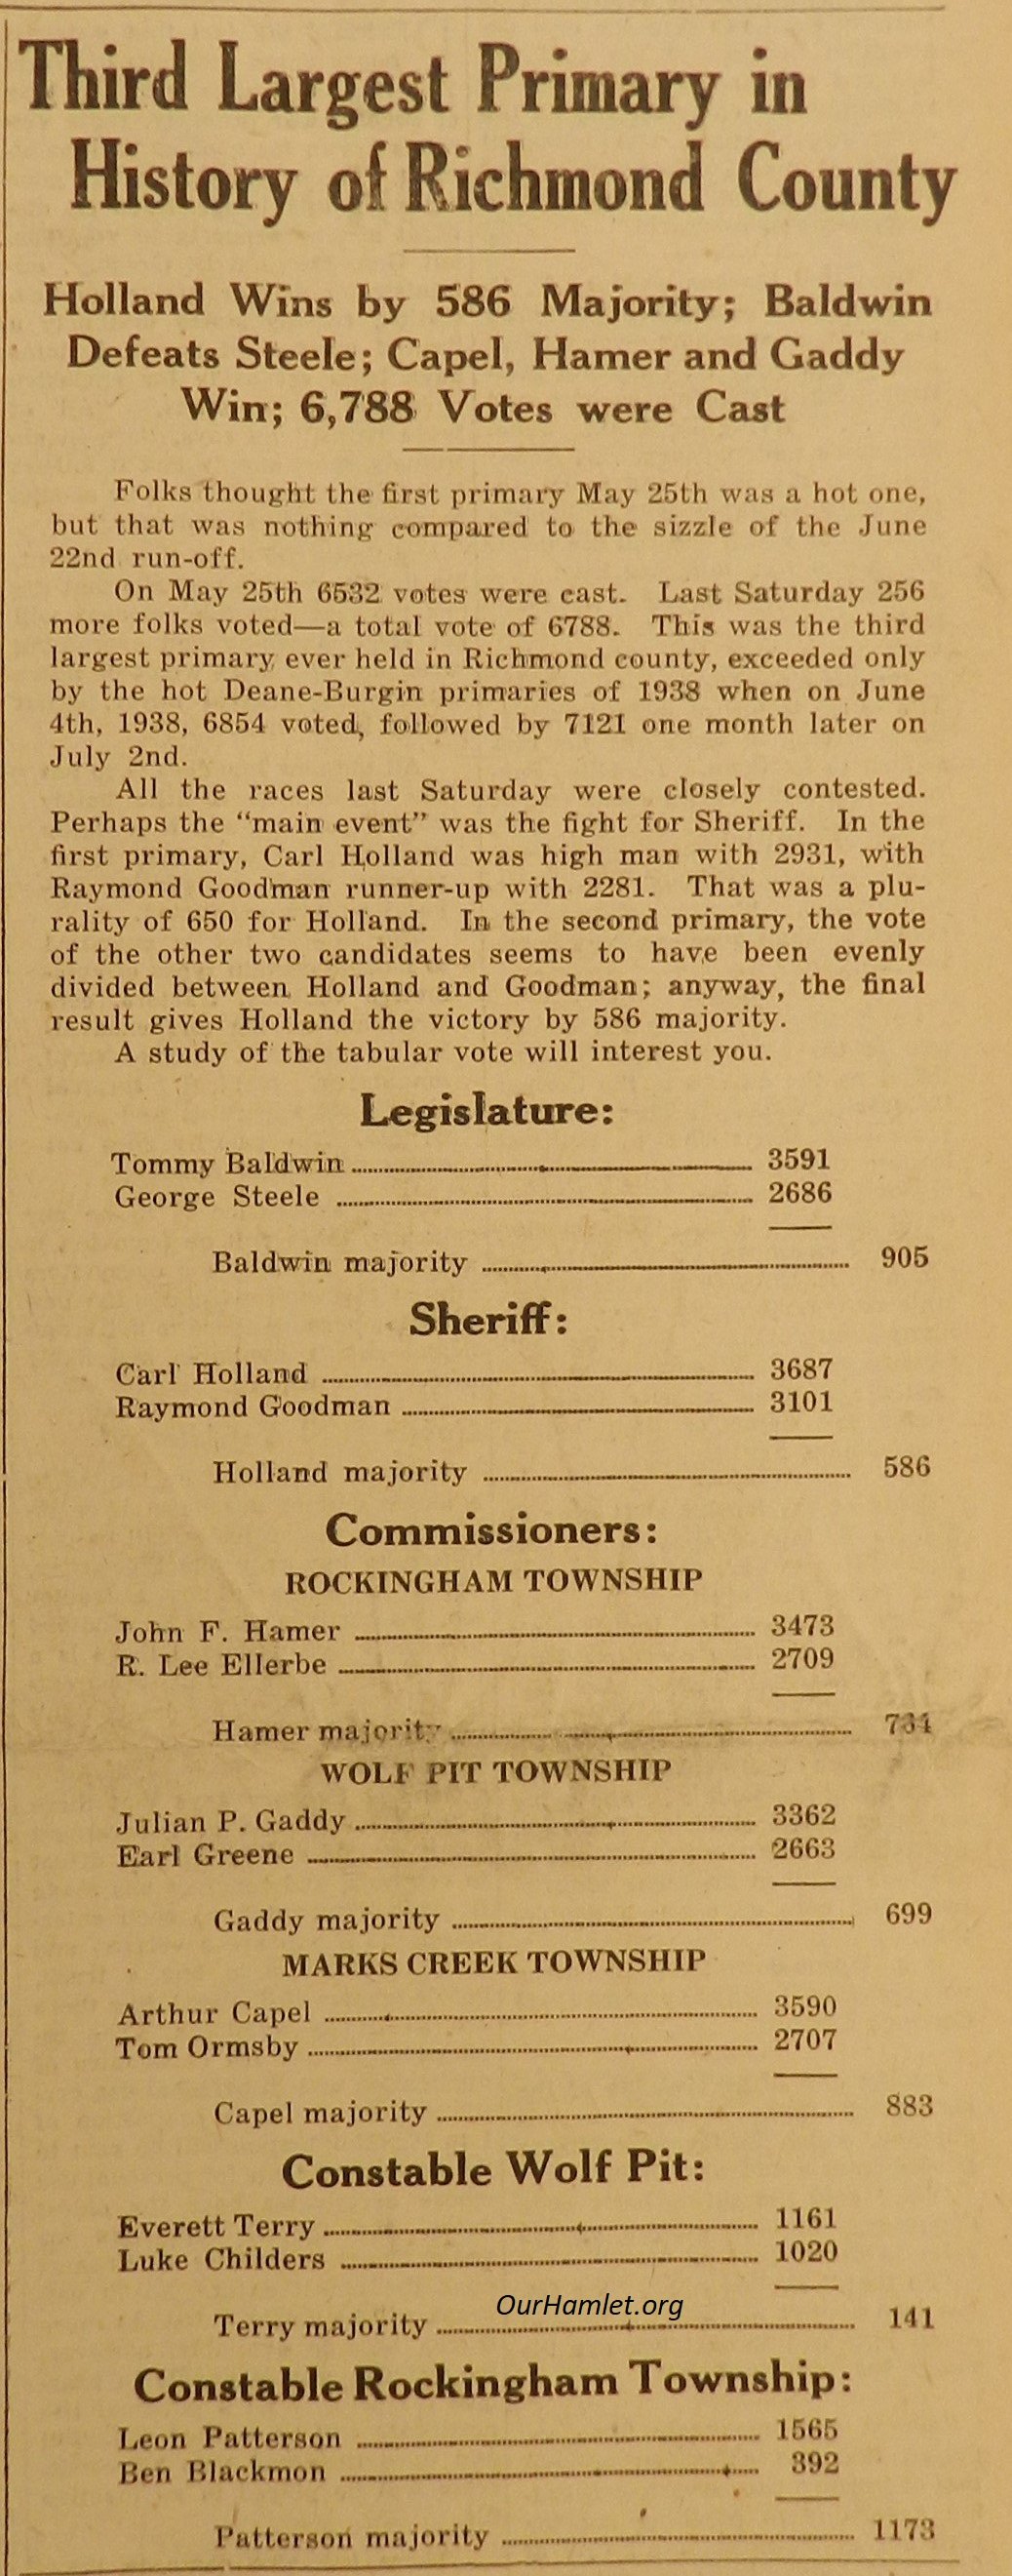 Third Largest Primary in
History of Richmond County
Holland Wins by 586 Majority; Baldwin
Defeats Steele; Capel, Hamer and Gaddy
Win; 6,788 Votes were Cast
Folks thought the first primary May 25th was a hot one,
but that was nothing compared to the sizzle of the June
22nd run-off.
On May 25th 6532 votes were cast. Last Saturday 256
more folks voted—a total vote of 6788. This was the third
largest primary ever held in Richmond county, exceeded only
by the hot Deane-Burgin primaries of 1938 when on June
4th, 1938, 6854 voted, followed by 7121 one month later on
July 2nd.
All the races last Saturday were closely contested.
Perhaps the "main event" was the fight for Sheriff. In the
first primary, Carl Holland was high man with 2931, with
Raymond Goodman runner-up with 2281. That was a plu-
rality of 650 for Holland. In the second primary, the vote
of the other two candidates seems to have been evenly
divided between Holland and Goodman; anyway, the final
result gives Holland the victory by 586 majority.
A study of the tabular vote will interest you.
Legislature:
Tommy Baldwin 3591
George Steele 2686
Baldwin majority 905
Sheriff:
Carl Holland 3687
Raymond Goodman 3101
Holland majority 586
Commissioners:
ROCKINGHAM TOWNSHIP
John F. Hamer 3473
R. Lee Ellerbe 2709
Hamer majority 764
WOLF PIT TOWNSHIP
Julian P. Gaddy 3362
Earl Greene 2663
Gaddy majority 699
MARKS CREEK TOWNSHIP
Arthur Capel 3590
Tom Ormsby 2707
Capel majority 883
Constable Wolf Pit:
Everett Terry 1161
Luke Childers 1020
OurHamlet.org
Terry majority 141
Constable Rockingham Township:
Leon Patterson 1565
Ben Blackmon 392
Patterson majority 1173